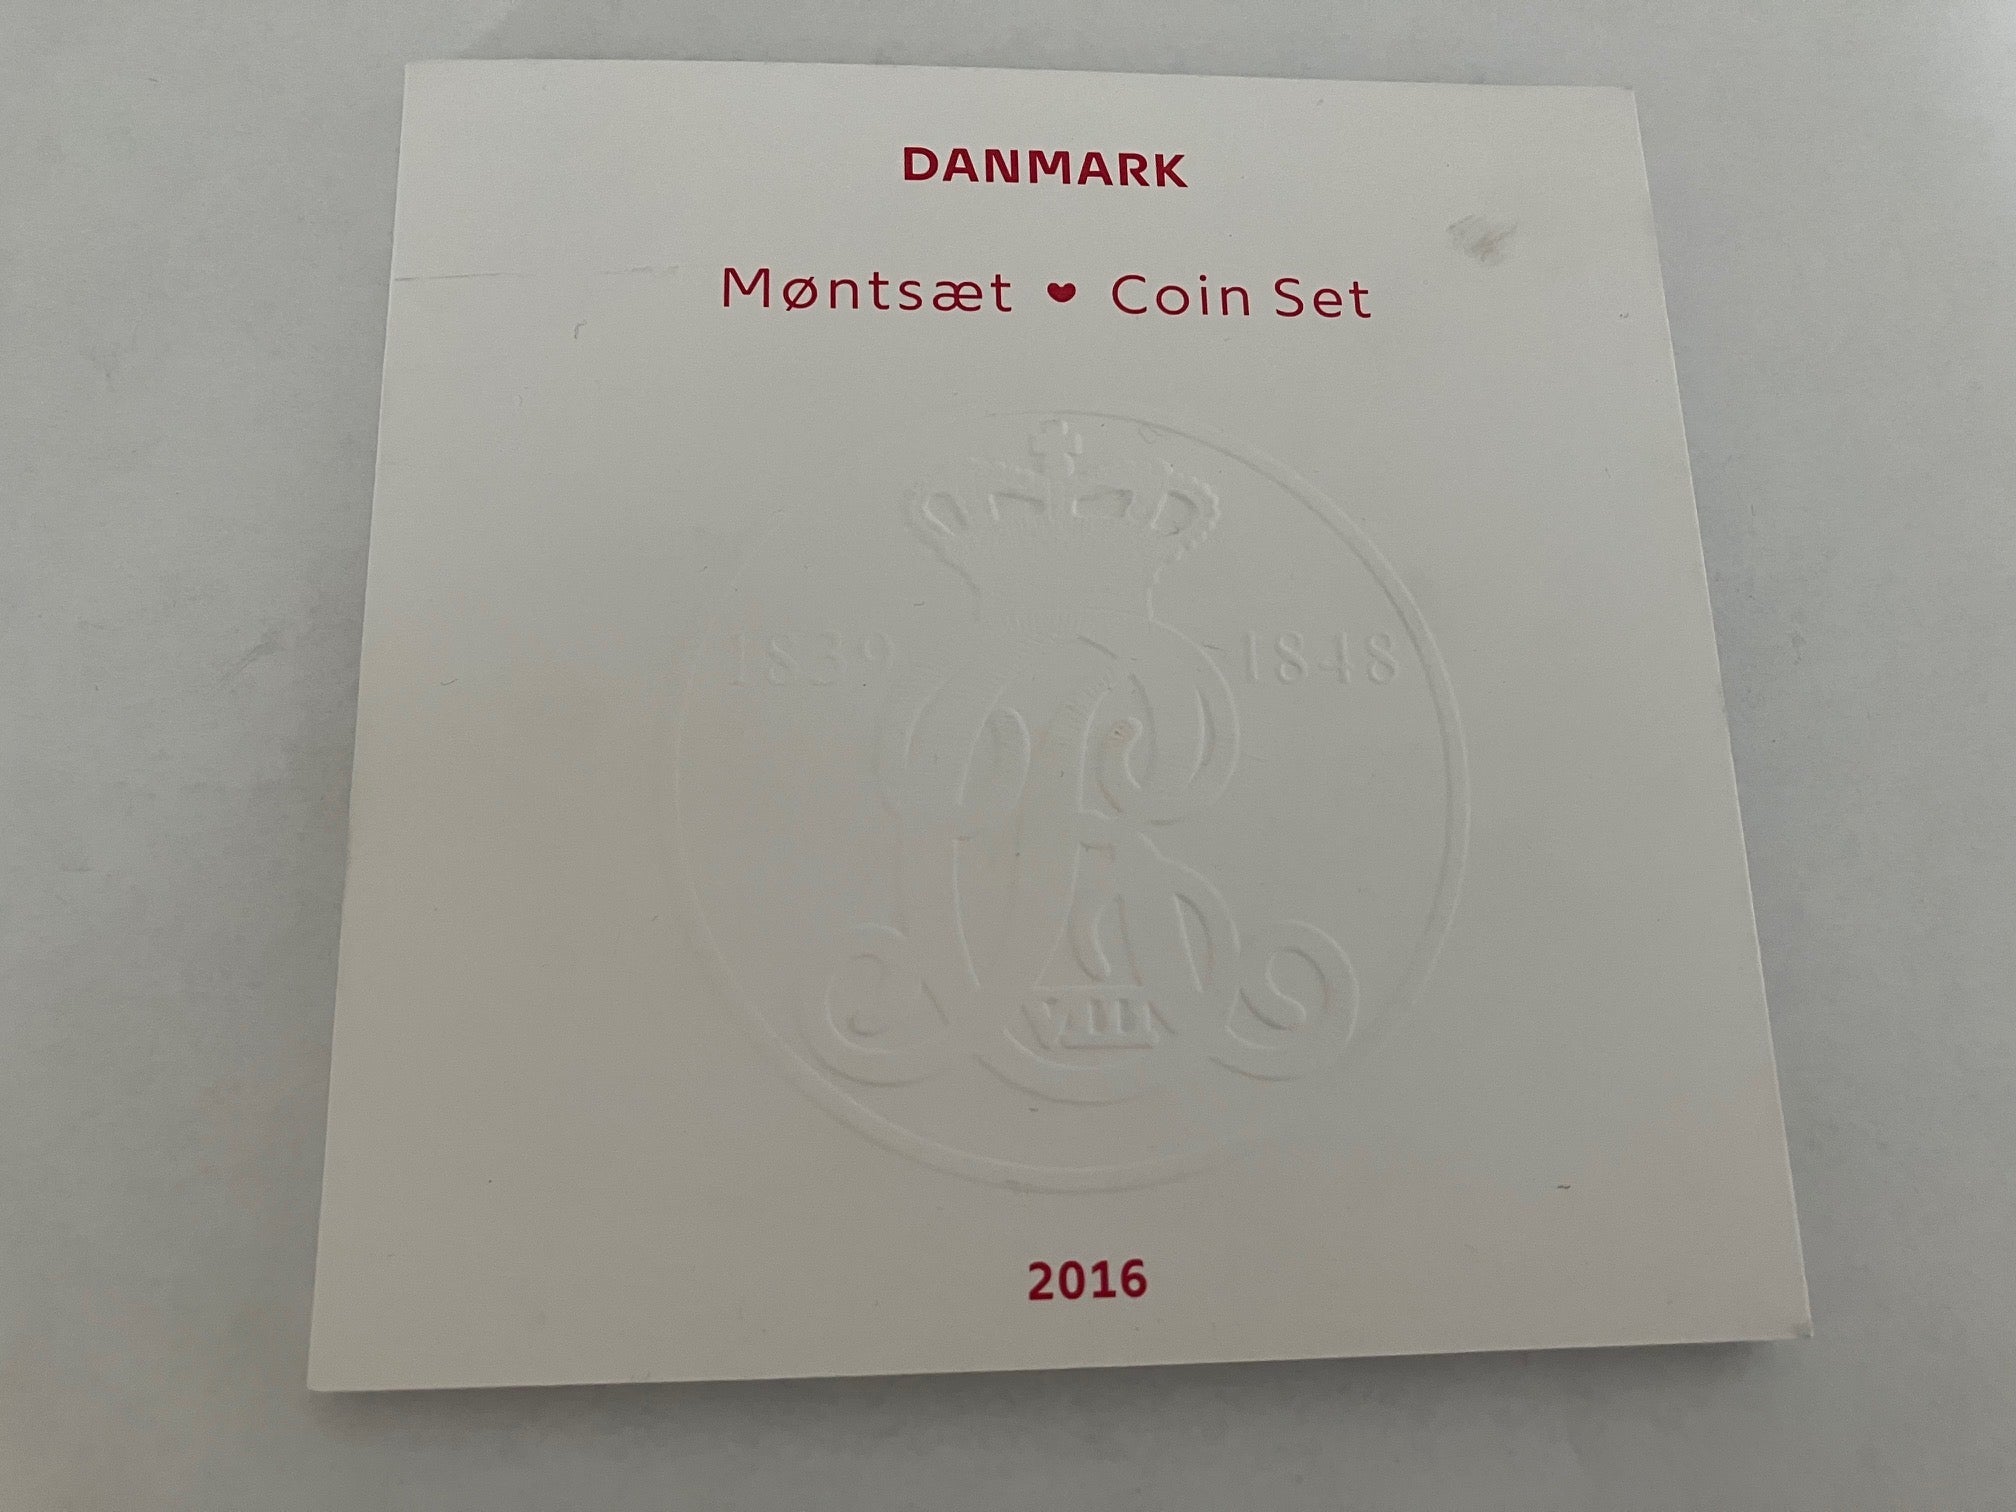 DANMARK
Møntsæt ♥ Coin Set
1839 1848
VIII
2016